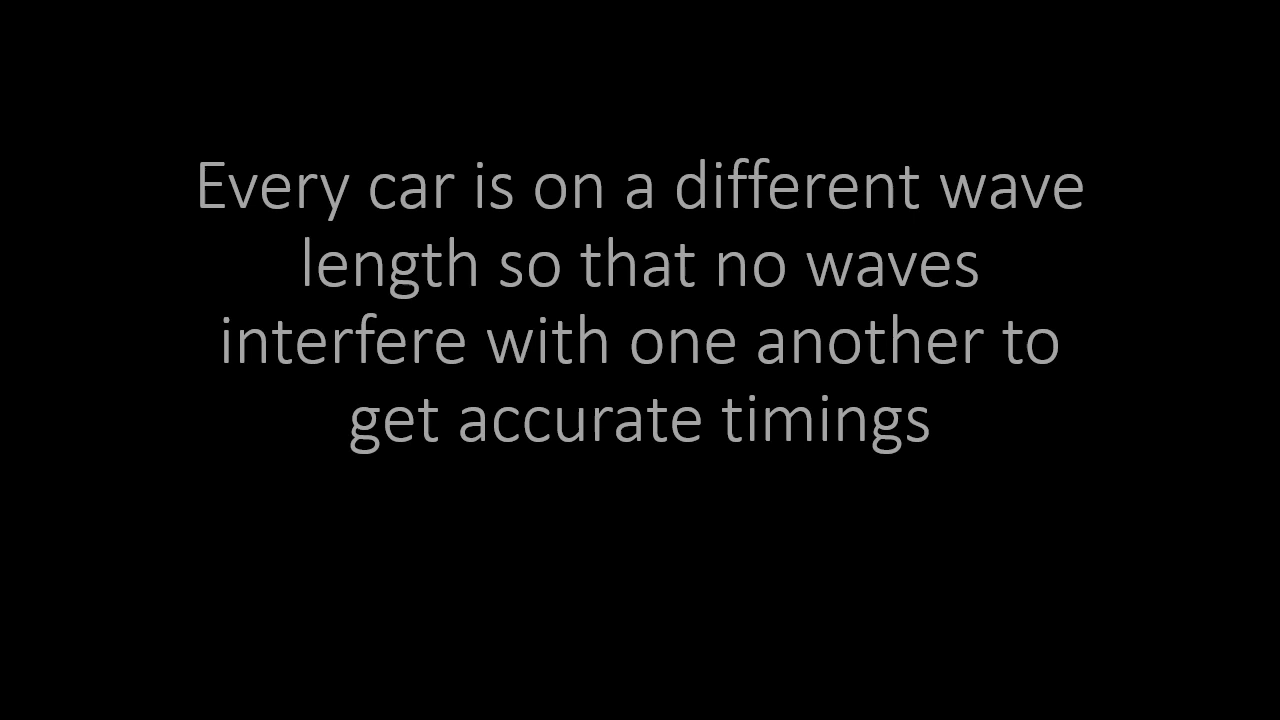 Every car is on a different wave
length so that no waves
interfere with one another to
get accurate timings